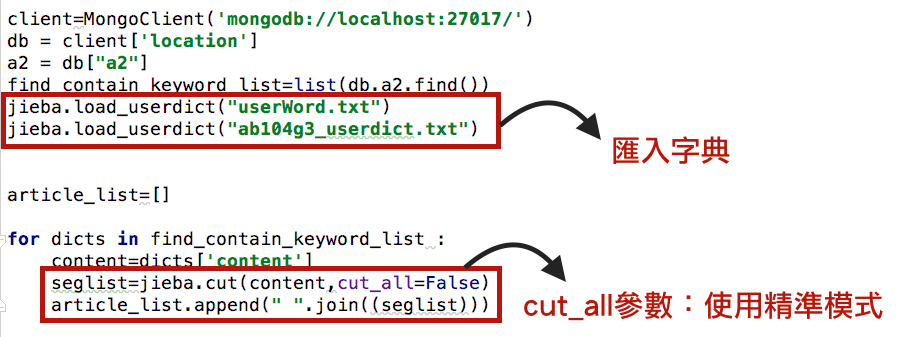 client=MongoClient('mongodb://localhost:27017/')
db = client['location']
a2 = db["a2"]
find_contain_keyword_list=list(db.a2.find())
jieba.load_userdict("userWord.txt")
jieba.load_userdict("ab104g3_userdict.txt")
匯入字典
article_list=[]
for dicts in find_contain_keyword_list :
content=dicts['content']
seglist=jieba.cut(content,cut_all=False)
article_list.append(" ".join((seglist)))
cut_all參數：使用精準模式